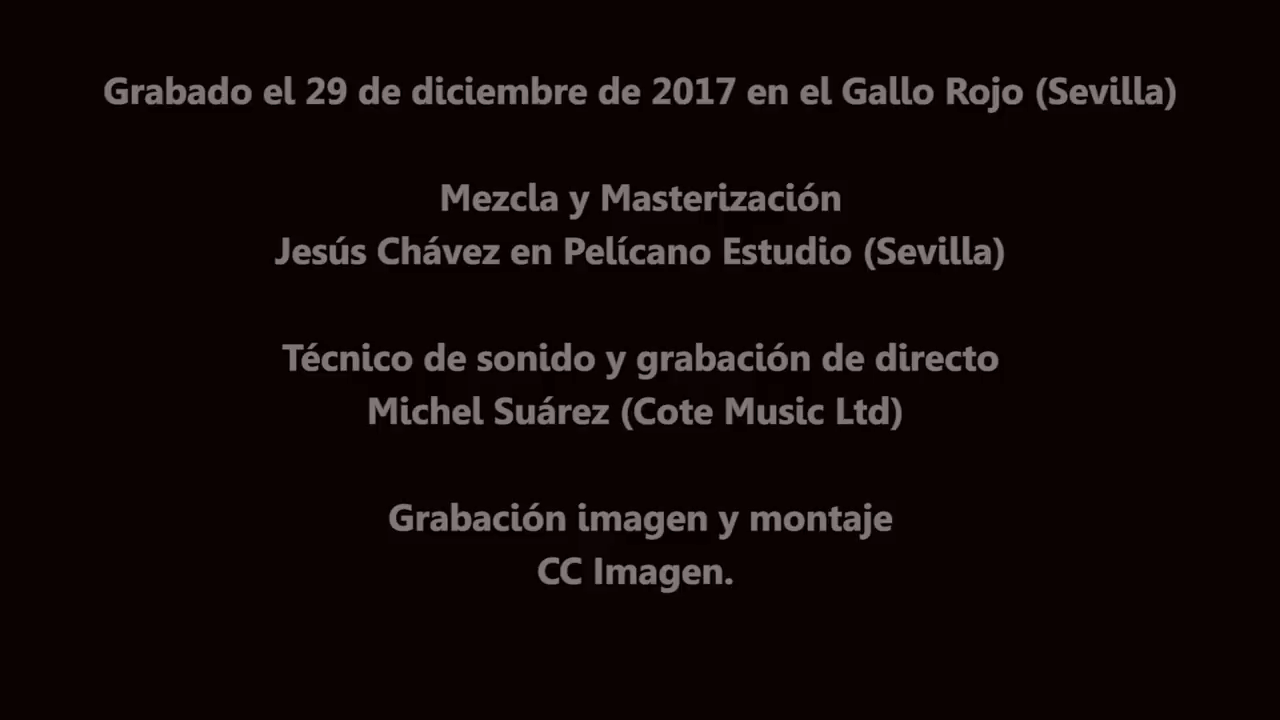 Grabado el 29 de diciembre de 2017 en el Gallo Rojo (Sevilla)
Mezcla y Masterización
Jesús Chávez en Pelícano Estudio (Sevilla)
Técnico de sonido y grabación de directo
Michel Suárez (Cote Music Ltd)
Grabación imagen y montaje
CC Imagen.